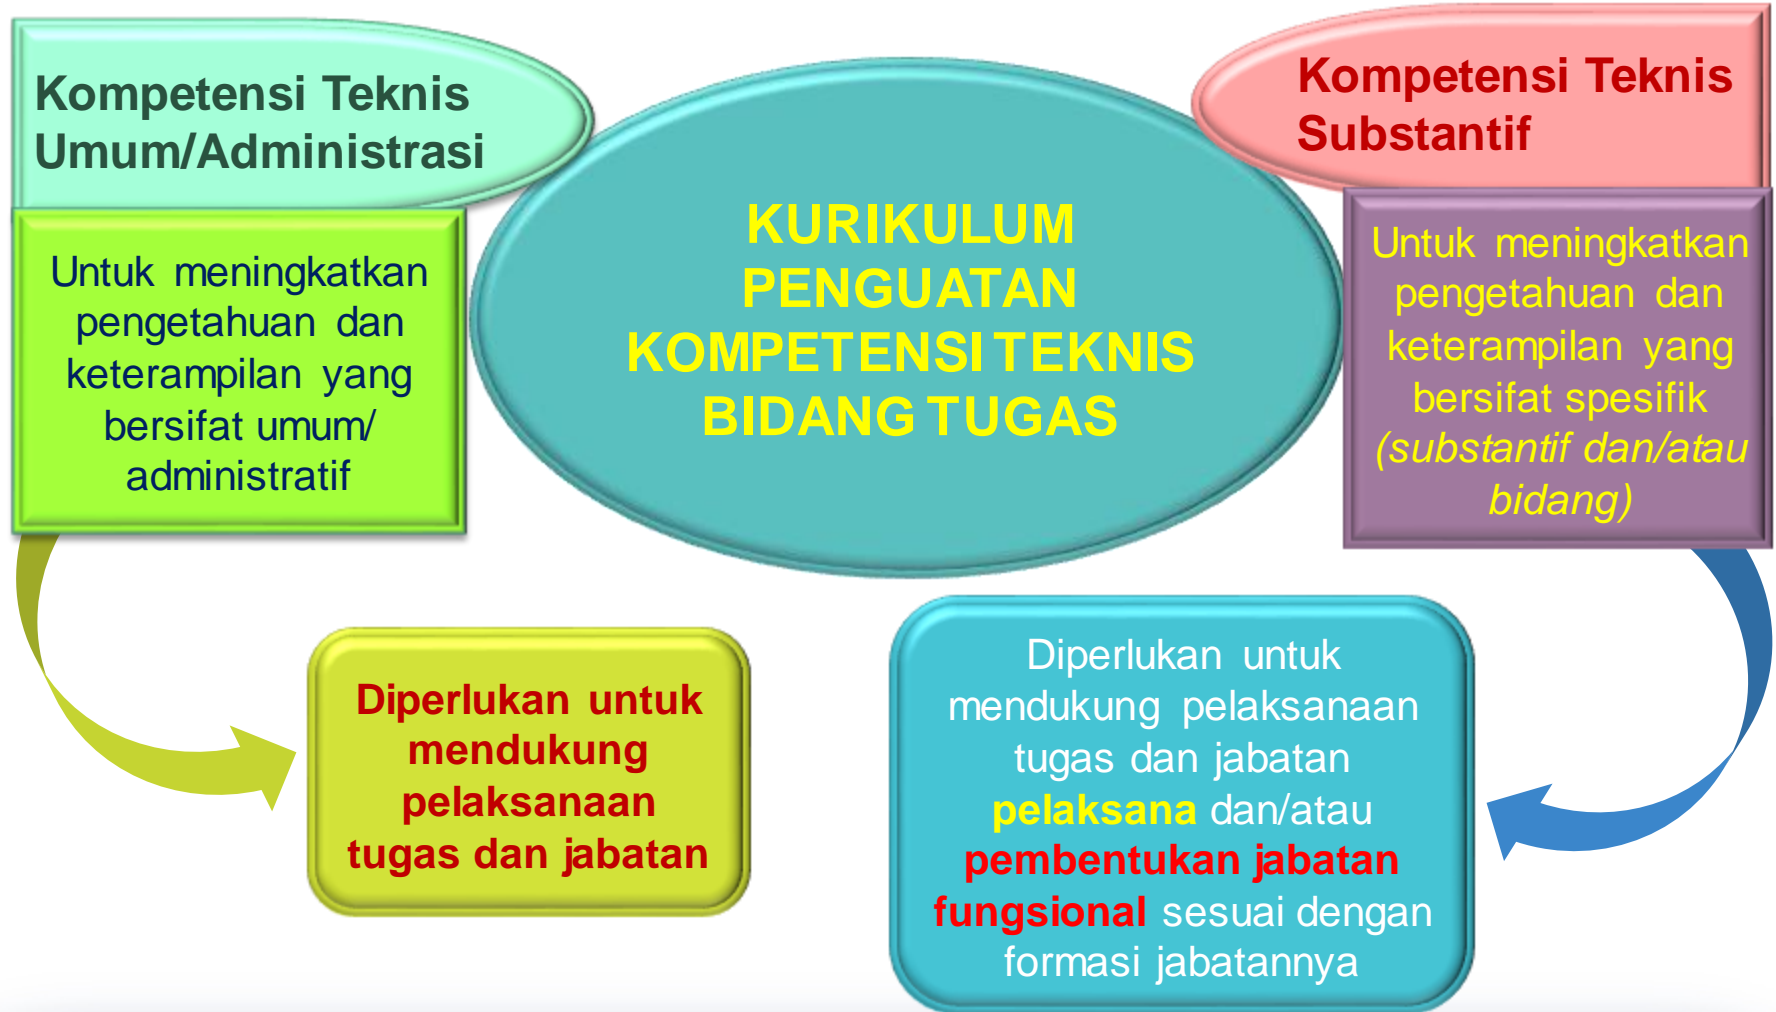 Kompetensi Teknis
Umum/Administrasi
Untuk meningkatkan
pengetahuan dan
keterampilan yang
bersifat umum/
administratif
Diperlukan untuk
mendukung
pelaksanaan
tugas dan jabatan
KURIKULUM
PENGUATAN
KOMPETENSI TEKNIS
BIDANG TUGAS
Kompetensi Teknis
Substantif
Untuk meningkatkan
pengetahuan dan
keterampilan yang
bersifat spesifik
(substantif dan/atau
bidang)
Diperlukan untuk
mendukung pelaksanaan
tugas dan jabatan
pelaksana dan/atau
pembentukan jabatan
fungsional sesuai dengan
formasi jabatannya